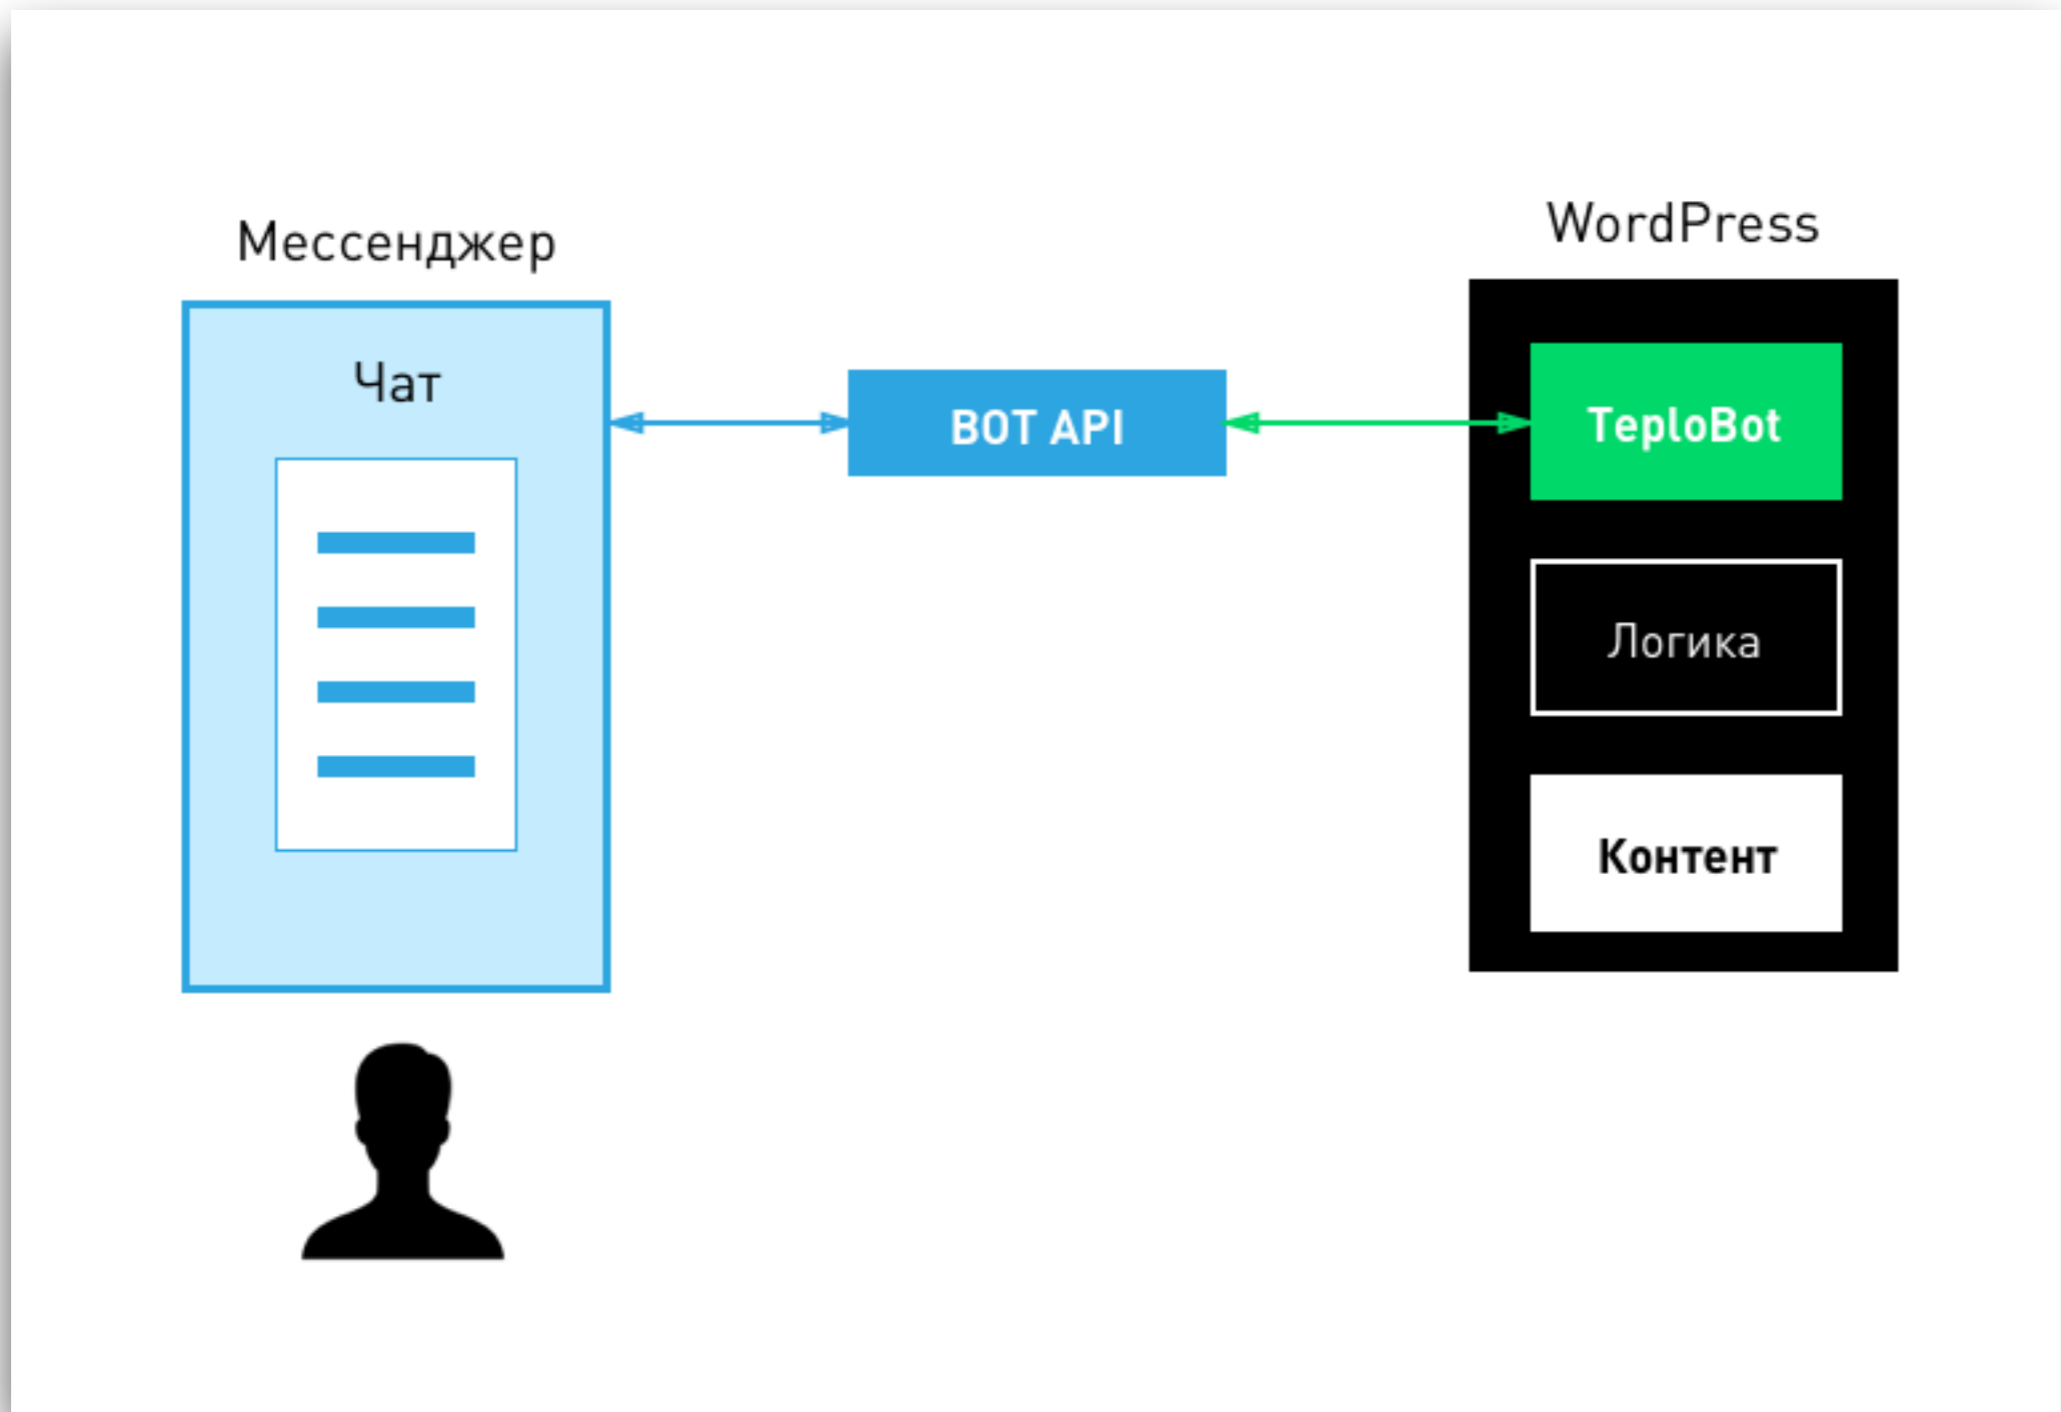 Мессенджер
Чат
BOT API
WordPress
TeploBot
Логика
Контент